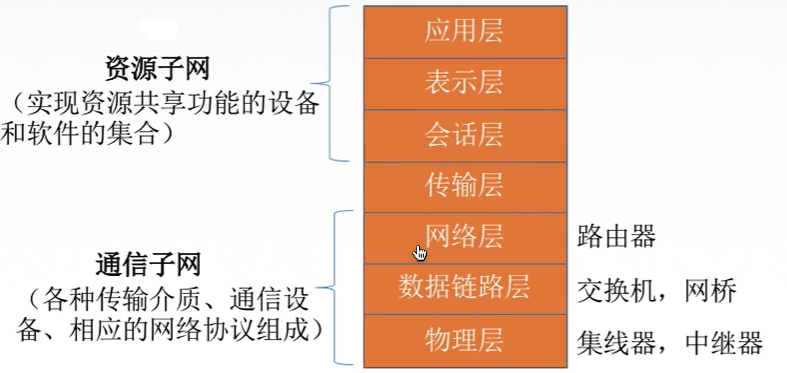 应用层
资源子网
表示层
（实现资源共享功能的设备
和软件的集合）
会话层
传输层
网络层
路由器
通信子网
数据链路层
交换机，网桥
（各种传输介质、通信设
备、相应的网络协议组成）
物理层
集线器，中继器